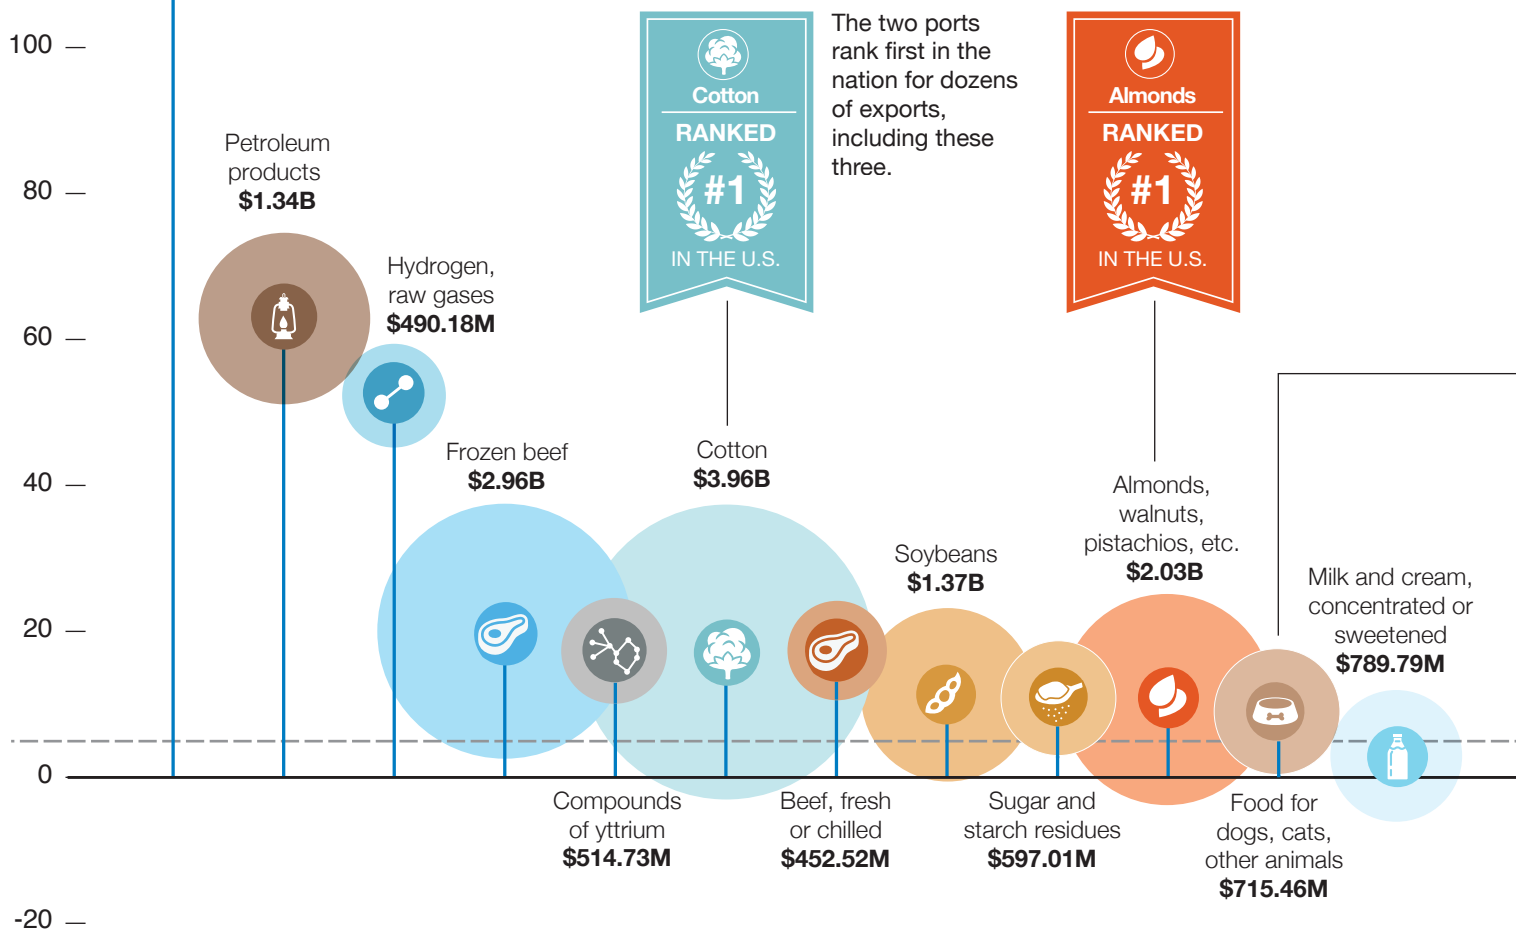 100
80
60
40
20
0
-20
Petroleum
products
$1.34B
Hydrogen,
raw gases
$490.18M
Frozen beef
$2.96B
Cotton
RANKED
#1
IN THE U.S.
The two ports
rank first in the
nation for dozens
of exports,
including these
three.
Almonds
RANKED
#1
IN THE U.S.
Cotton
$3.96B
Soybeans
$1.37B
Almonds,
walnuts,
pistachios, etc.
$2.03B
Milk and cream,
concentrated or
sweetened
$789.79M
Compounds
of yttrium
$514.73M
Beef, fresh
or chilled
$452.52M
Sugar and
starch residues
$597.01M
Food for
dogs, cats,
other animals
$715.46M